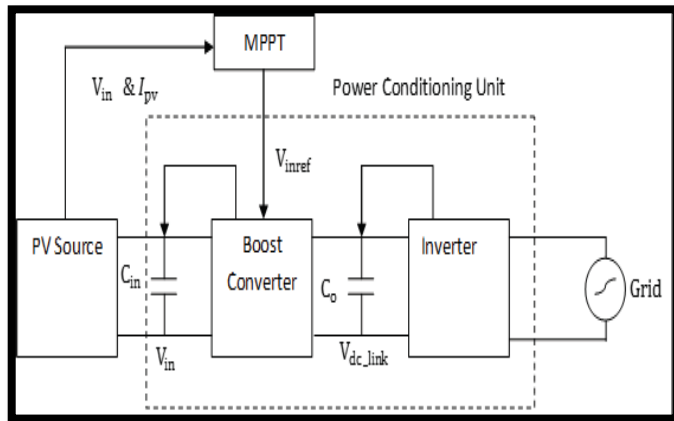 MPPT
V_in & I_pv
Power Conditioning Unit
V_inref
PV Source
Boost
Converter
Inverter
C_in
C_o
Grid
V_in
V_dc_link